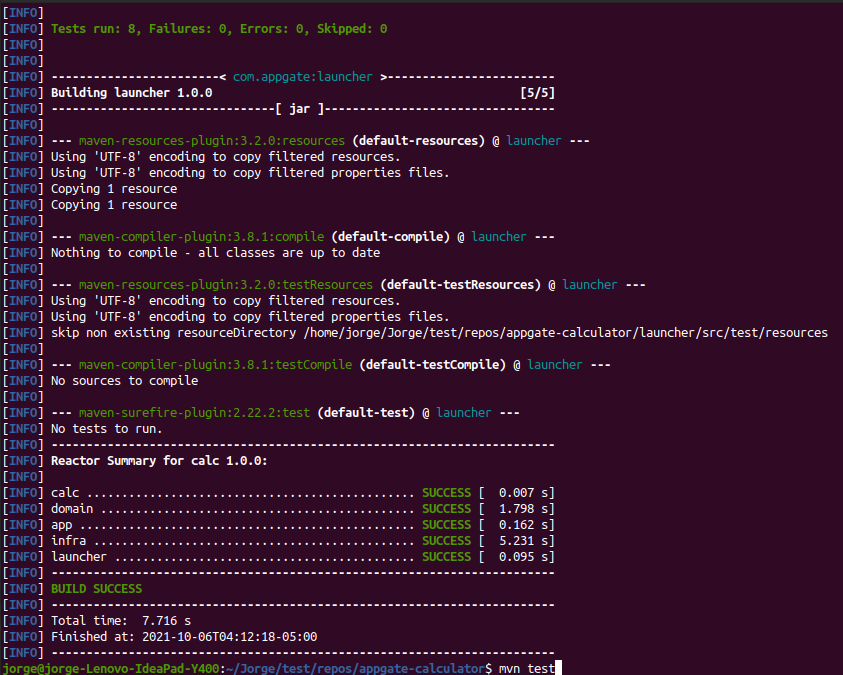 [INFO]
[INFO] Tests run: 8, Failures: 0, Errors: 0, Skipped: 0
[INFO]
[INFO]
[INFO] ------------------------< com.appgate:launcher >------------------------
[INFO] Building launcher 1.0.0                                            [5/5]
[INFO] --------------------------------[ jar ]---------------------------------
[INFO]
[INFO] --- maven-resources-plugin:3.2.0:resources (default-resources) @ launcher ---
[INFO] Using 'UTF-8' encoding to copy filtered resources.
[INFO] Using 'UTF-8' encoding to copy filtered properties files.
[INFO] Copying 1 resource
[INFO] Copying 1 resource
[INFO]
[INFO] --- maven-compiler-plugin:3.8.1:compile (default-compile) @ launcher ---
[INFO] Nothing to compile - all classes are up to date
[INFO]
[INFO] --- maven-resources-plugin:3.2.0:testResources (default-testResources) @ launcher ---
[INFO] Using 'UTF-8' encoding to copy filtered resources.
[INFO] Using 'UTF-8' encoding to copy filtered properties files.
[INFO] skip non existing resourceDirectory /home/jorge/Jorge/test/repos/appgate-calculator/launcher/src/test/resources
[INFO]
[INFO] --- maven-compiler-plugin:3.8.1:testCompile (default-testCompile) @ launcher ---
[INFO] No sources to compile
[INFO]
[INFO] --- maven-surefire-plugin:2.22.2:test (default-test) @ launcher ---
[INFO] No tests to run.
[INFO] ------------------------------------------------------------------------
[INFO] Reactor Summary for calc 1.0.0:
[INFO]
[INFO] calc ............................................... SUCCESS [  0.007 s]
[INFO] domain ............................................. SUCCESS [  1.798 s]
[INFO] app ................................................ SUCCESS [  0.162 s]
[INFO] infra .............................................. SUCCESS [  5.231 s]
[INFO] launcher ........................................... SUCCESS [  0.095 s]
[INFO] ------------------------------------------------------------------------
[INFO] BUILD SUCCESS
[INFO] ------------------------------------------------------------------------
[INFO] Total time:  7.716 s
[INFO] Finished at: 2021-10-06T04:12:18-05:00
[INFO] ------------------------------------------------------------------------
jorge@jorge-Lenovo-IdeaPad-Y400:~/Jorge/test/repos/appgate-calculator$ mvn test